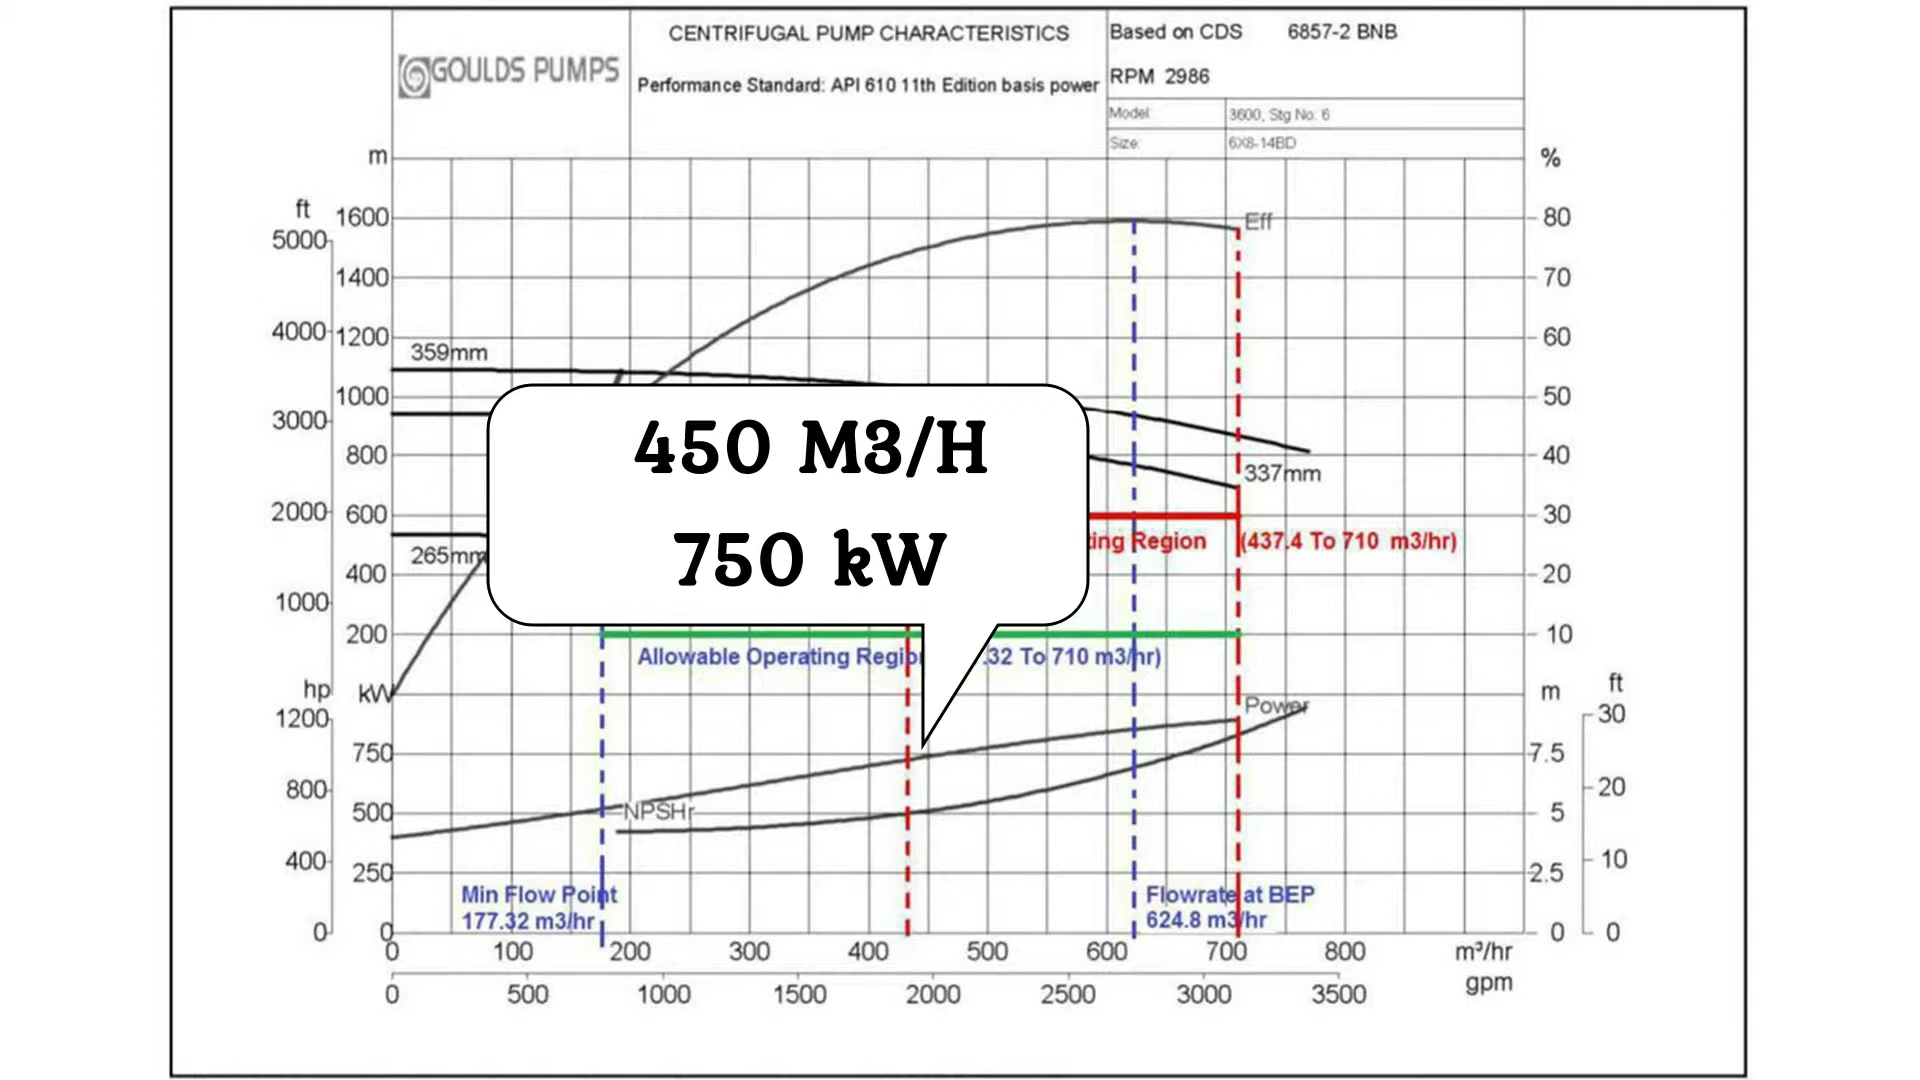 CENTRIFUGAL PUMP CHARACTERISTICS
Based on CDS 6857-2 BNB
GOULDS PUMPS
Performance Standard: API 610 11th Edition basis power
RPM 2986
Model: 3600, Stg No: 6
Size: 6X8-14BD
m %
ft
1600 80
5000
Eff
1400 70
4000 1200 60
359mm
1000 50
3000
450 M3/H
800 40
337mm
2000 600 30
ting Region (437.4 To 710 m3/hr)
265mm
750 kW
400 20
1000
200 10
Allowable Operating Regio .32 To 710 m3/hr)
hp kW m ft
Power
1200 30
750 7.5
800 20
NPSHr
500 5
400 10
250 2.5
Min Flow Point
177.32 m3/hr
Flowrate at BEP
624.8 m3/hr
0 0 0 0
0 100 200 300 400 500 600 700 800 m³/hr
gpm
0 500 1000 1500 2000 2500 3000 3500